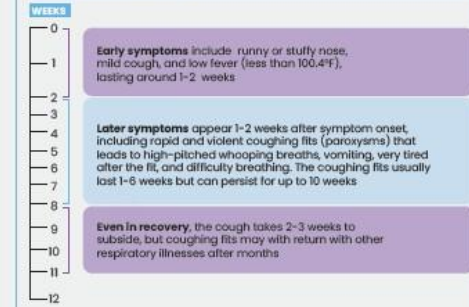 WEEKS
0
Early symptoms include runny or stuffy nose,
mild cough, and low fever (less than 100.4°F),
lasting around 1-2 weeks
1
2
3
Later symptoms appear 1-2 weeks after symptom onset,
including rapid and violent coughing fits (paroxysms) that
leads to high-pitched whooping breaths, vomiting, very tired
after the fit, and difficulty breathing. The coughing fits usually
last 1-6 weeks but can persist for up to 10 weeks
4
5
6
7
8
Even in recovery, the cough takes 2-3 weeks to
subside, but coughing fits may with return with other
respiratory illnesses after months
9
10
11
12